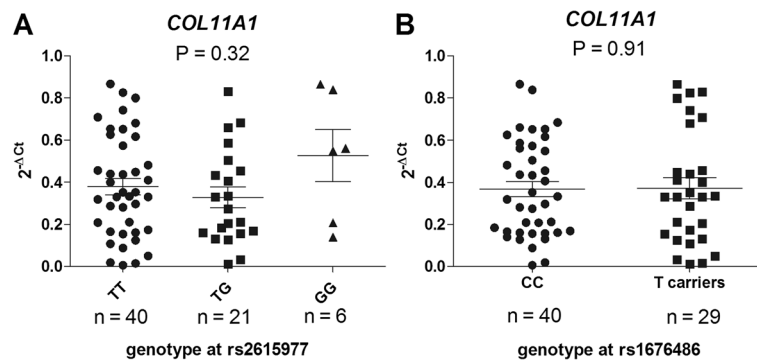 A
COL11A1
P = 0.32
2-ΔCt
1.0
0.8
0.6
0.4
0.2
0.0
TT TG GG
n = 40 n = 21 n = 6
genotype at rs2615977
B
COL11A1
P = 0.91
2-ΔCt
1.0
0.8
0.6
0.4
0.2
0.0
CC T carriers
n = 40 n = 29
genotype at rs1676486